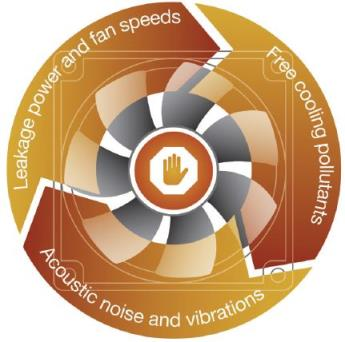 Leakage power and fan speeds
Free cooling pollutants
Acoustic noise and vibrations